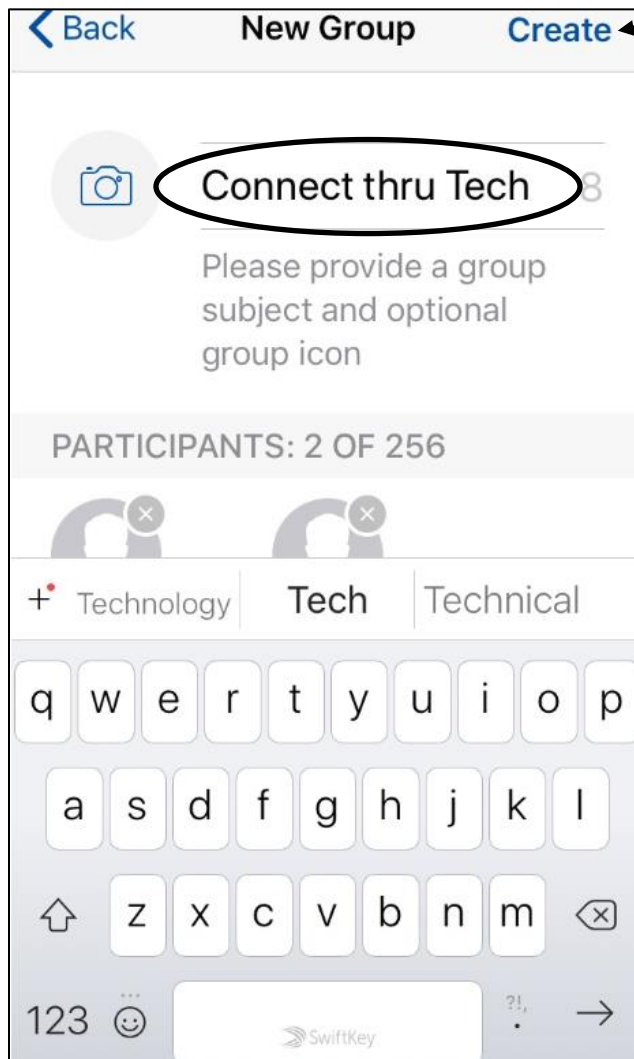 Back New Group Create
Connect thru Tech 8
Please provide a group
subject and optional
group icon
PARTICIPANTS: 2 OF 256
+ Technology Tech Technical
q w e r t y u i o p
a s d f g h j k l
z x c v b n m
123 ?!, .
SwiftKey